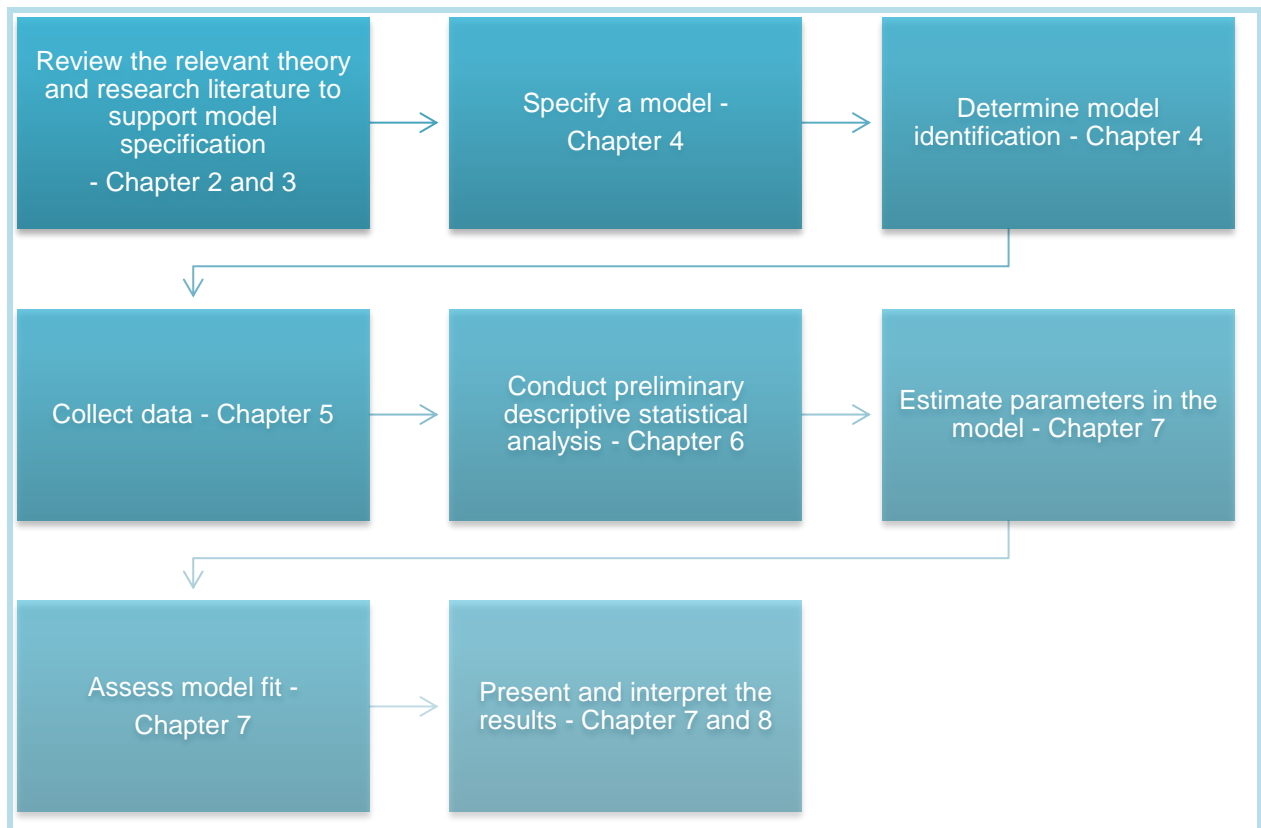 Review the relevant theory
and research literature to
support model
specification
- Chapter 2 and 3
Specify a model -
Chapter 4
Determine model
identification - Chapter 4
Collect data - Chapter 5
Conduct preliminary
descriptive statistical
analysis - Chapter 6
Estimate parameters in the
model - Chapter 7
Assess model fit -
Chapter 7
Present and interpret the
results - Chapter 7 and 8